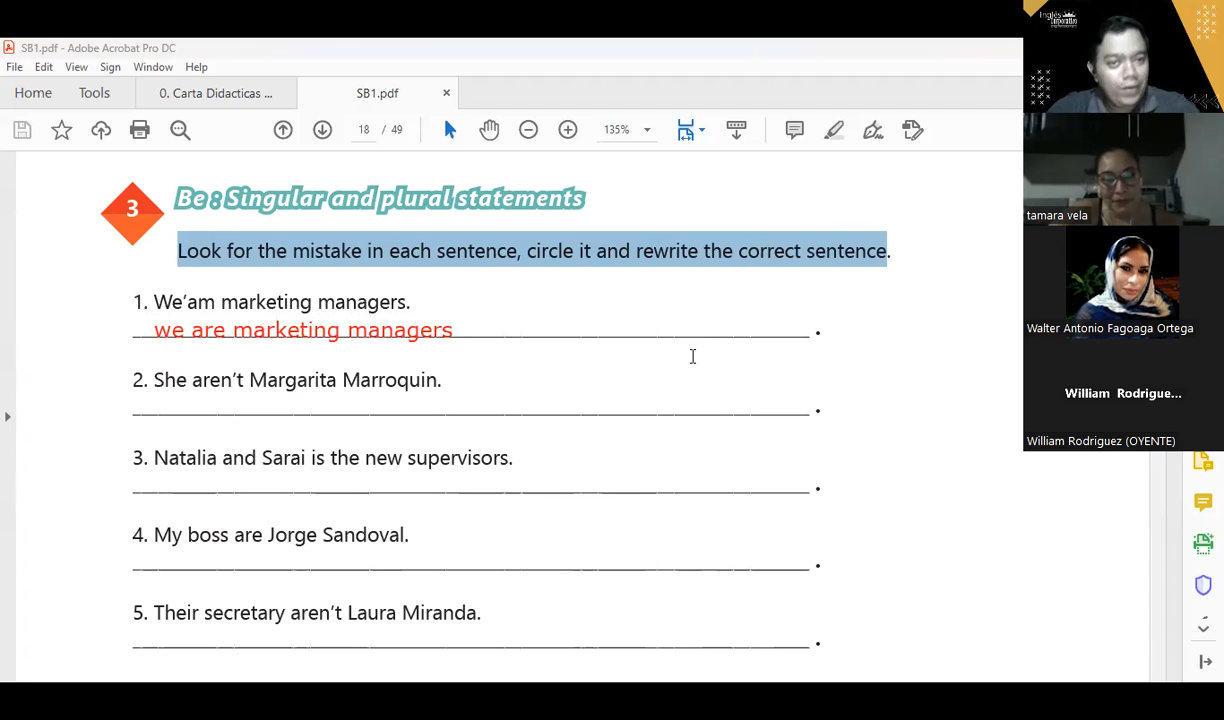 SB1.pdf - Adobe Acrobat Pro DC
File Edit View Sign Window Help
Home Tools 0. Carta Didacticas ... SB1.pdf ×
18 / 49 135%
3
Be : Singular and plural statements
Look for the mistake in each sentence, circle it and rewrite the correct sentence.
1. We'am marketing managers.
we are marketing managers .
2. She aren't Margarita Marroquin.
.
3. Natalia and Sarai is the new supervisors.
.
4. My boss are Jorge Sandoval.
.
5. Their secretary aren't Laura Miranda.
.
Inglés
Corporativo
tamara vela
Walter Antonio Fagoaga Ortega
William Rodrigue...
William Rodriguez (OYENTE)